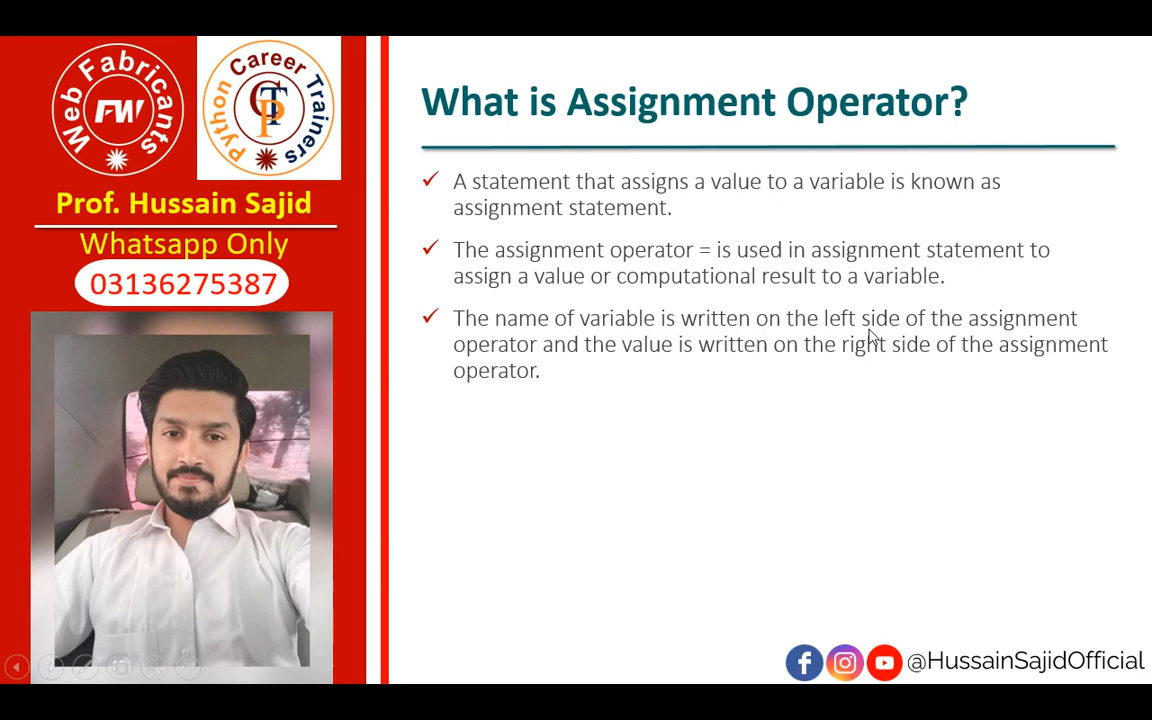 Web Fabricants
FW
Python Career Trainers
CTP
Prof. Hussain Sajid
Whatsapp Only
03136275387
What is Assignment Operator?
A statement that assigns a value to a variable is known as
assignment statement.
The assignment operator = is used in assignment statement to
assign a value or computational result to a variable.
The name of variable is written on the left side of the assignment
operator and the value is written on the right side of the assignment
operator.
@HussainSajidOfficial